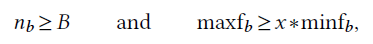 n_b ≥ B and maxf_b ≥ x∗minf_b,